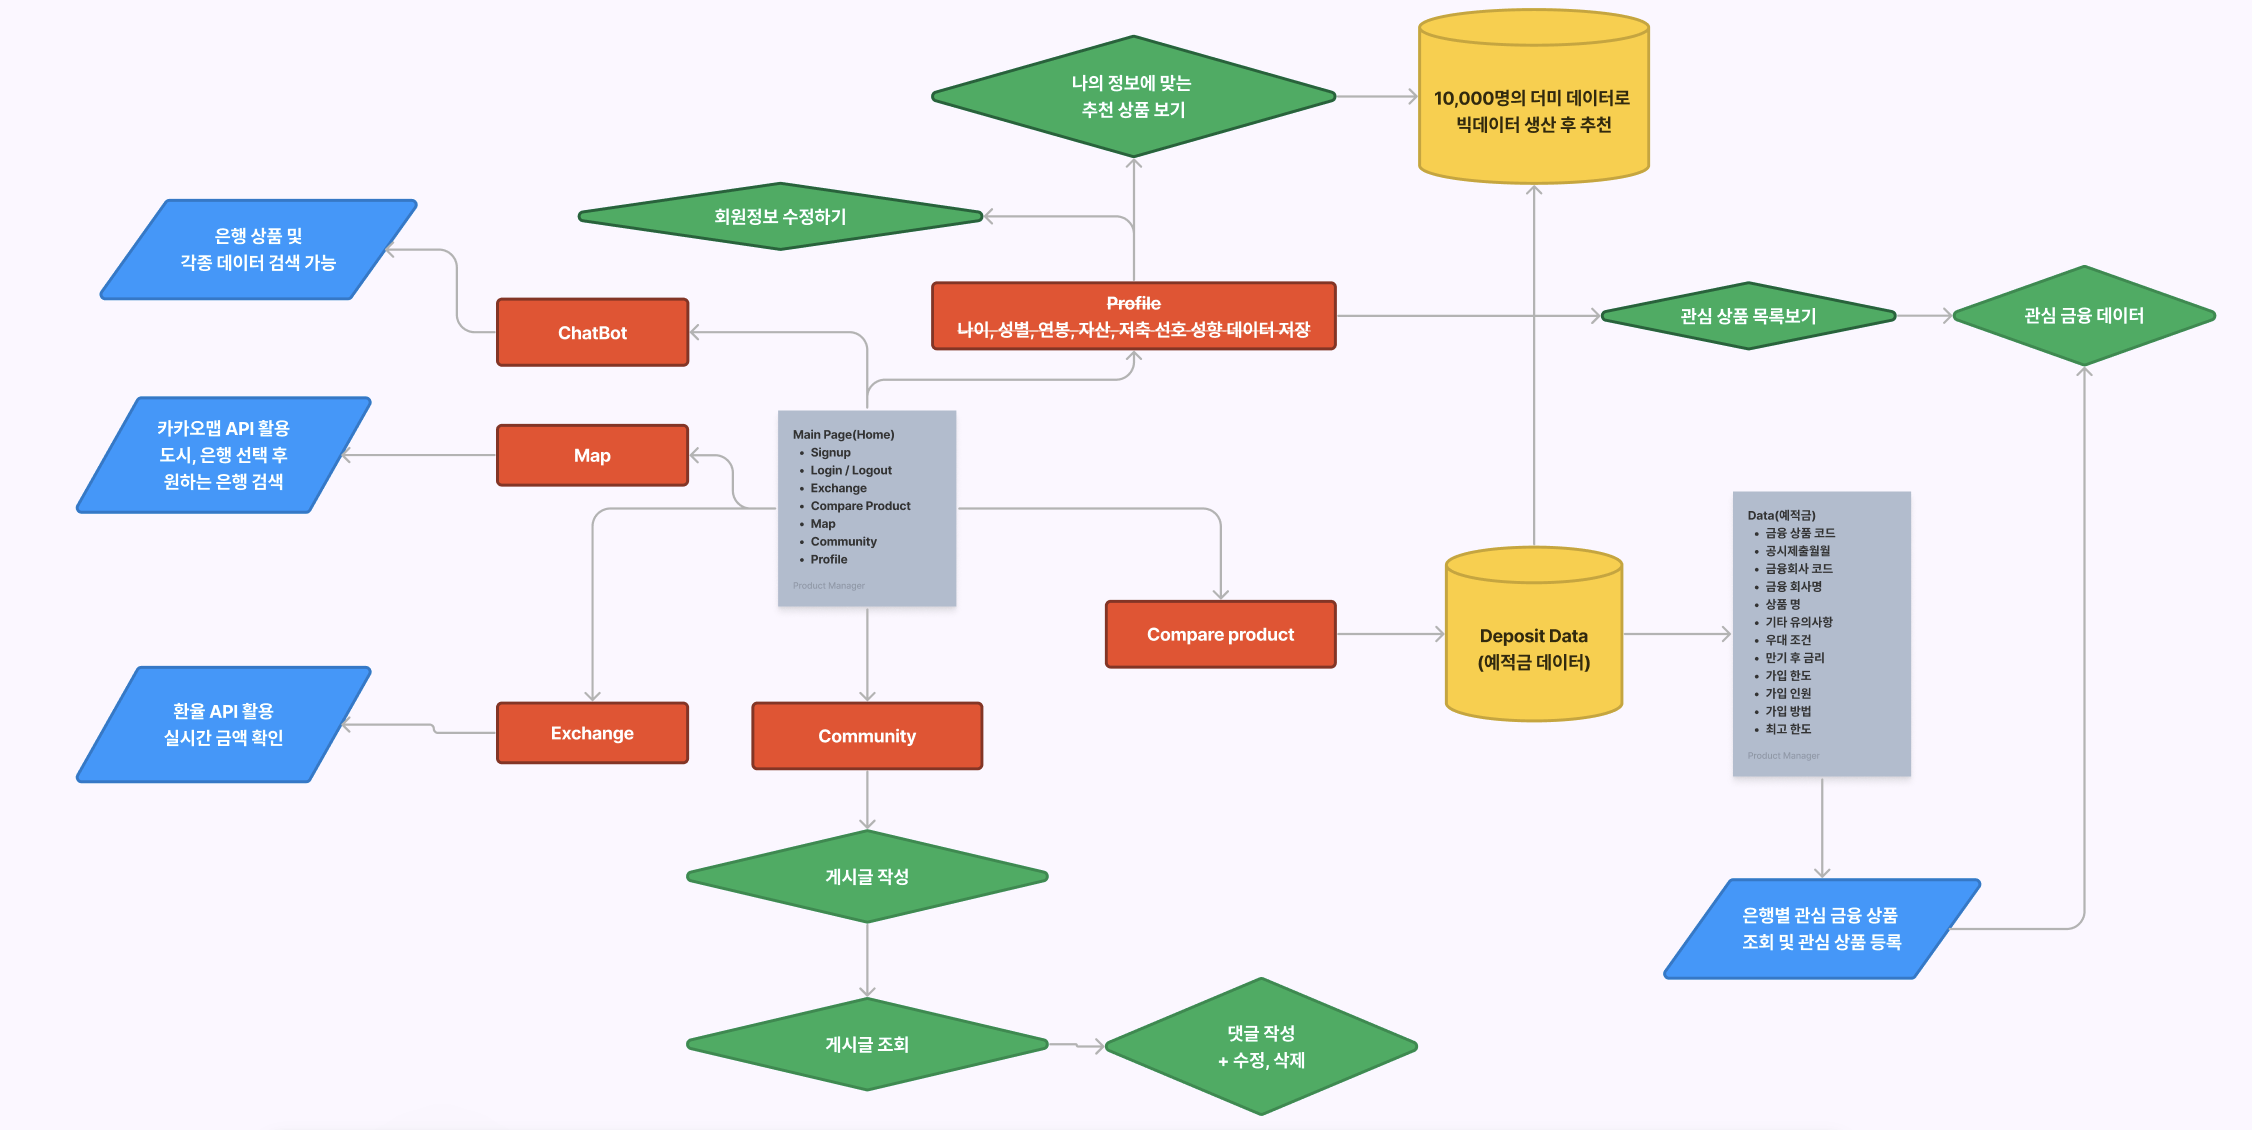 나의 정보에 맞는
추천 상품 보기
10,000명의 더미 데이터로
빅데이터 생산 후 추천
회원정보 수정하기
은행 상품 및
각종 데이터 검색 가능
ChatBot
Profile
나이, 성별, 연봉, 자산, 저축 선호 성향 데이터 저장
관심 상품 목록보기
관심 금융 데이터
카카오맵 API 활용
도시, 은행 선택 후
원하는 은행 검색
Map
Main Page(Home)
• Signup
• Login / Logout
• Exchange
• Compare Product
• Map
• Community
• Profile
Product Manager
Compare product
Deposit Data
(예적금 데이터)
Data(예적금)
• 금융 상품 코드
• 공시제출월월
• 금융회사 코드
• 금융 회사명
• 상품 명
• 기타 유의사항
• 우대 조건
• 만기 후 금리
• 가입 한도
• 가입 인원
• 가입 방법
• 최고 한도
Product Manager
환율 API 활용
실시간 금액 확인
Exchange
Community
게시글 작성
은행별 관심 금융 상품
조회 및 관심 상품 등록
게시글 조회
댓글 작성
+ 수정, 삭제